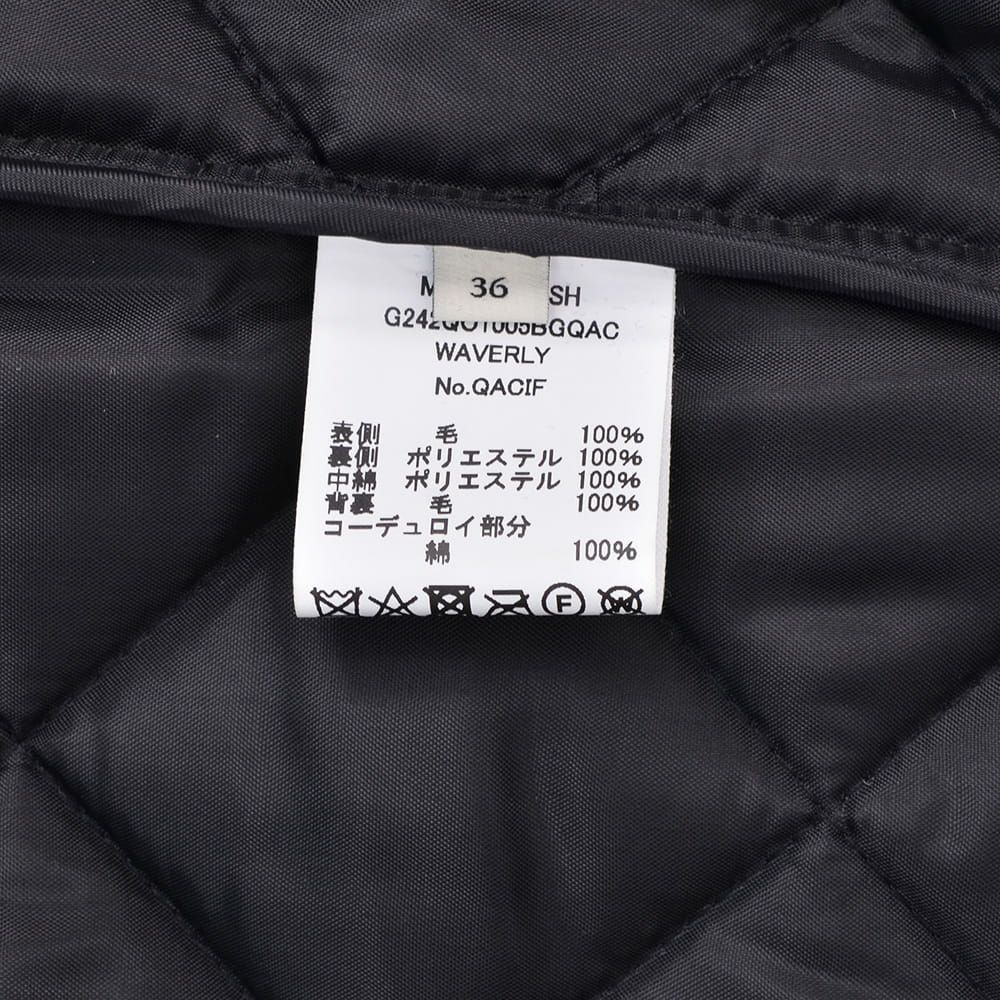 36
SH
G242QO1005BGQAC
WAVERLY
No.QACIF
表側 毛 100%
裏側 ポリエステル 100%
中綿 ポリエステル 100%
背裏 毛 100%
コーデュロイ部分
綿 100%
F
W